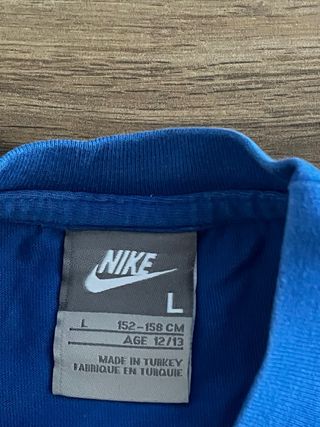 NIKE
L
L 152-158 CM
AGE 12/13
MADE IN TURKEY
FABRIQUE EN TURQUIE